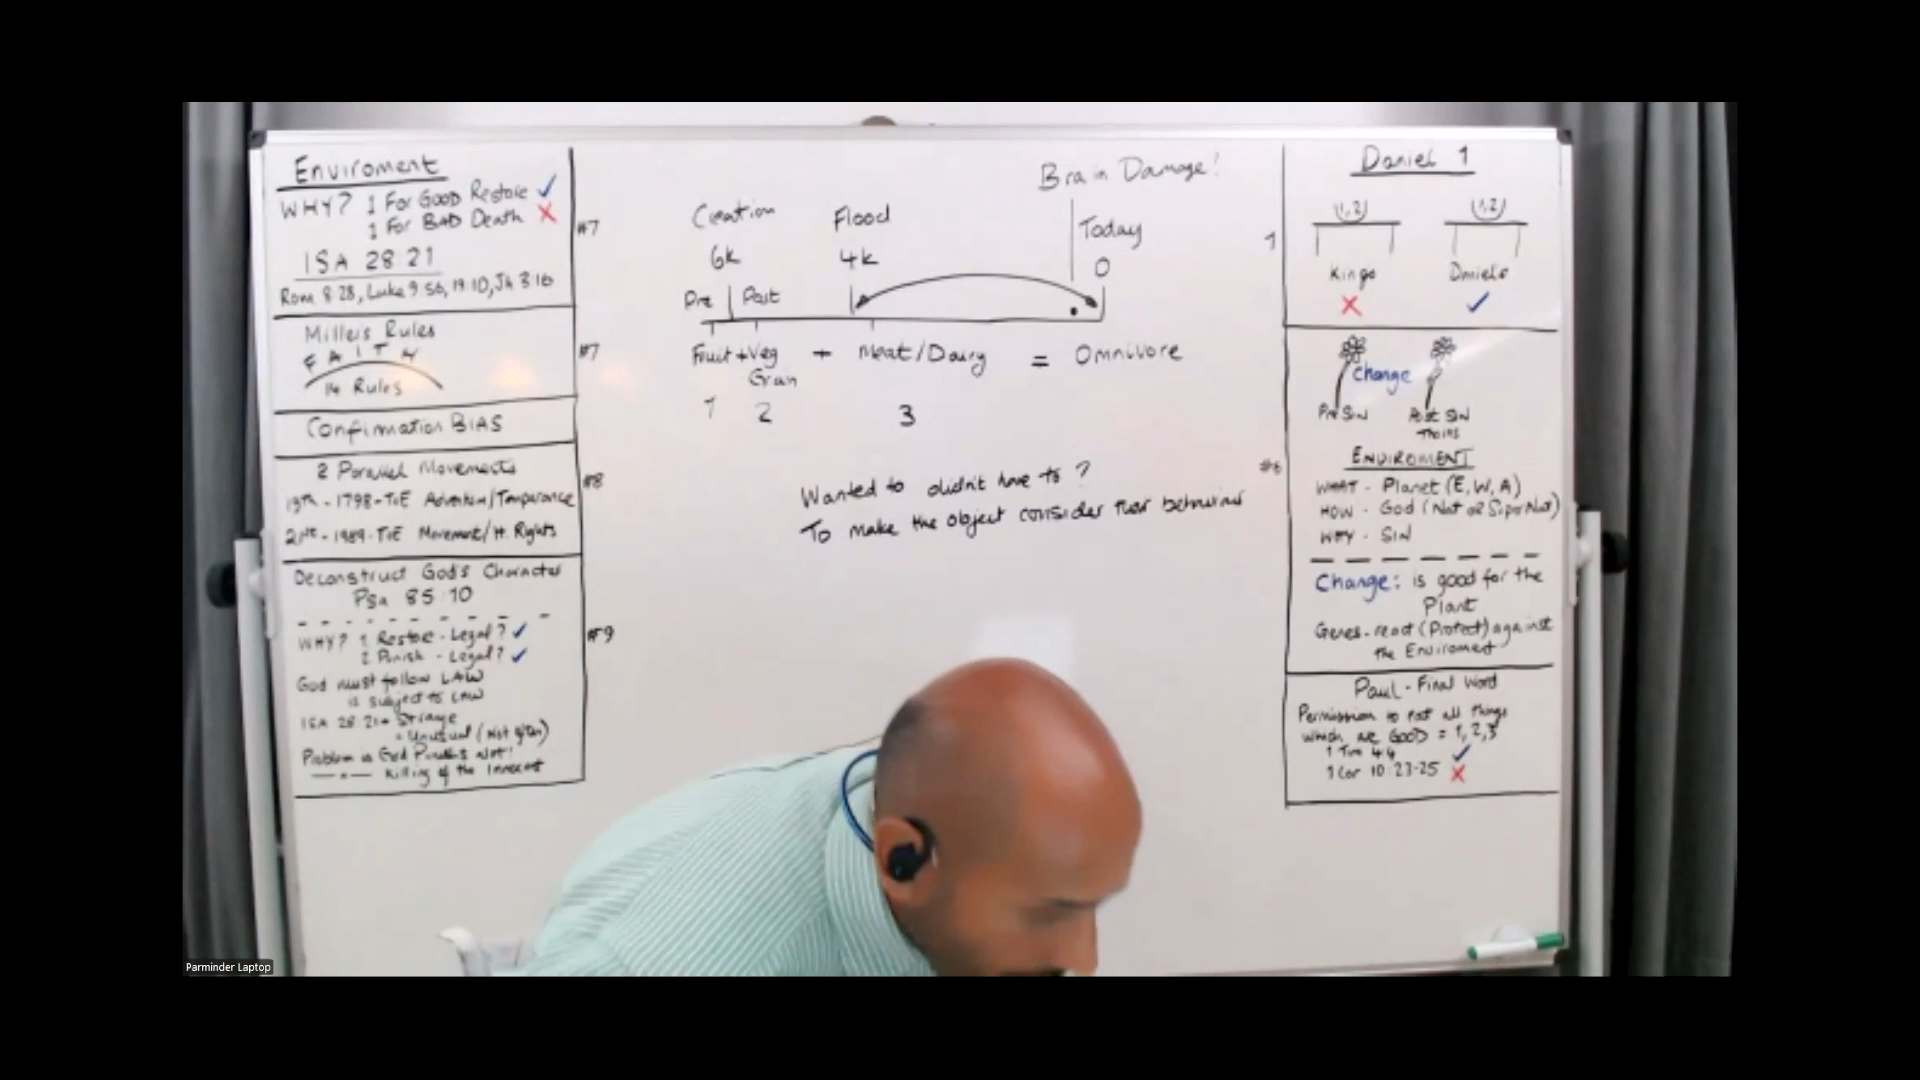 Enviroment
WHY? 1 For GOOD Restore ✓
1 For BAD Death ✗
ISA 28 21
Rom 8 28, Luke 9 56, 19 10, Jh 3 16
#7
Millers Rules
FAITH
14 Rules
#7
Confirmation BIAS
2 Parallel Movements
19th - 1798 - ToE Adventism/Temperance
21st - 1989 - ToE Movement/H. Rights
#8
Deconstruct God's Character
Psa 85:10
WHY? 1 Restore - Legal? ✓
2 Punish - Legal? ✓
God must follow LAW
is subject to LAW
ISA 28 21 = Strange
= Unusual (Not often)
Problem is God Punishes Not!
— " — killing of the Innocent
#9
Brain Damage!
Creation Flood Today
6k 4k 0
Pre | Post
Fruit + Veg + Meat/Dairy = Omnivore
Grain
1 2 3
Wanted to didn't have to?
To make the object consider their behaviour
Daniel 1
(1,2) (1,2)
Kings Daniels
✗ ✓
1
Change
Pre SIN Post SIN
Thorns
ENVIROMENT
WHAT - Planet (E, W, A)
HOW - God (Nat or SuperNat)
WHY - SIN
#6
Change: is good for the
Plant
Genes - react (Protect) against
the Enviroment
Paul - Final Word
Permission to eat all things
which are GOOD = 1, 2, 3
1 Tim 4 4 ✓
1 Cor 10:23-25 ✗
Parminder Laptop